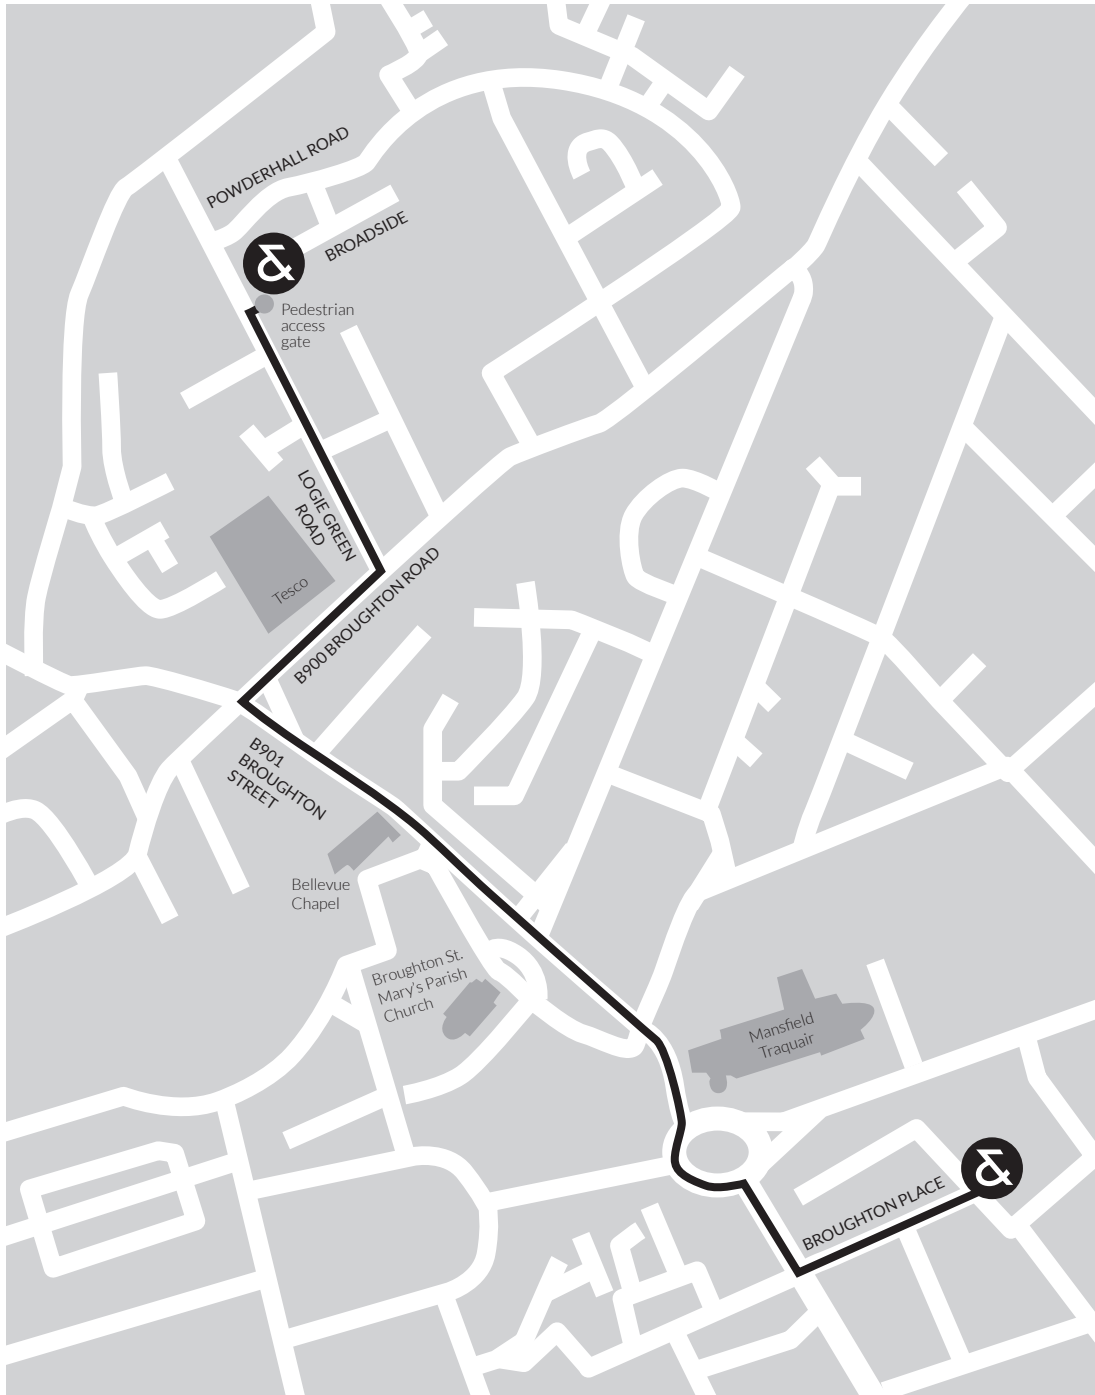 POWDERHALL ROAD
BROADSIDE
&
Pedestrian
access
gate
LOGIE GREEN
ROAD
Tesco
B900 BROUGHTON ROAD
B901
BROUGHTON
STREET
Bellevue
Chapel
Broughton St.
Mary's Parish
Church
Mansfield
Traquair
BROUGHTON PLACE
&